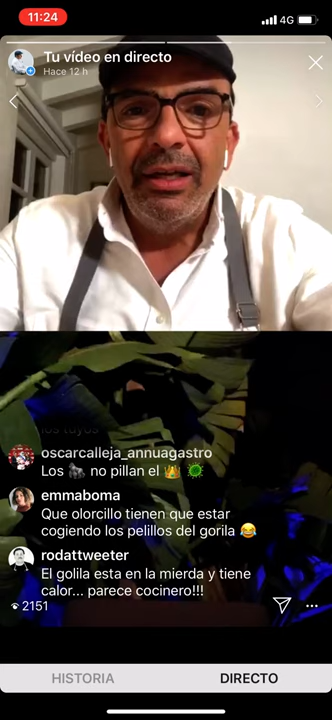 11:24
4G
Tu vídeo en directo
Hace 12 h
los tuyos
oscarcalleja_annuagastro
Los 🦍 no pillan el 👑 🦠
emmaboma
Que olorcillo tienen que estar
cogiendo los pelillos del gorila 😂
rodattweeter
El golila esta en la mierda y tiene
calor... parece cocinero!!!
2151
HISTORIA
DIRECTO